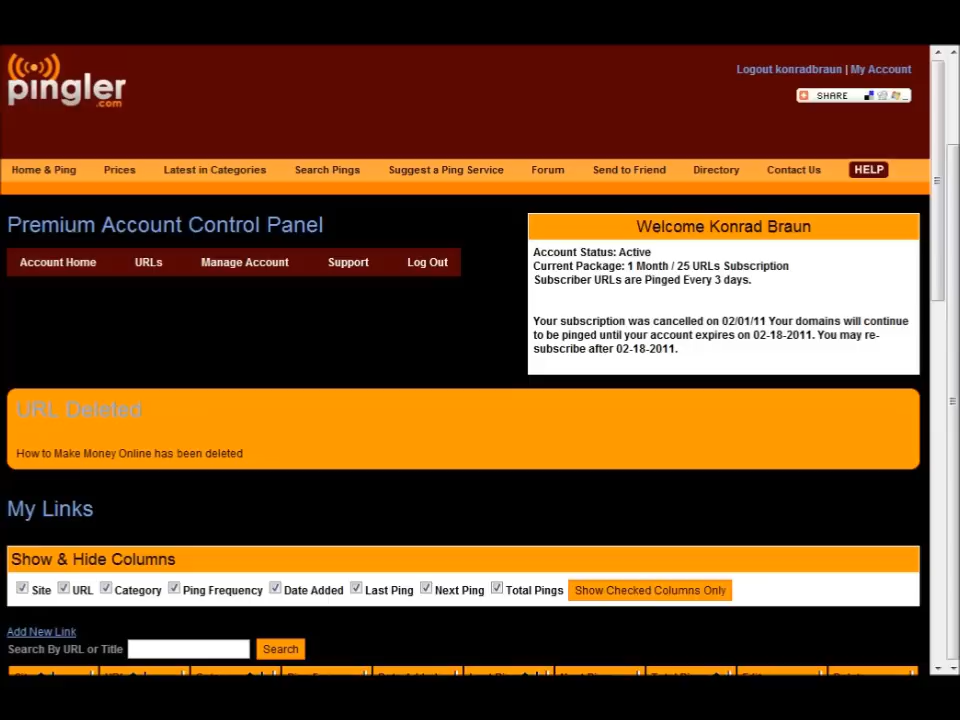 pingler
.com
Logout konradbraun | My Account
SHARE
Home & Ping Prices Latest in Categories Search Pings Suggest a Ping Service Forum Send to Friend Directory Contact Us HELP
Premium Account Control Panel
Account Home URLs Manage Account Support Log Out
Welcome Konrad Braun
Account Status: Active
Current Package: 1 Month / 25 URLs Subscription
Subscriber URLs are Pinged Every 3 days.
Your subscription was cancelled on 02/01/11 Your domains will continue
to be pinged until your account expires on 02-18-2011. You may re-
subscribe after 02-18-2011.
URL Deleted
How to Make Money Online has been deleted
My Links
Show & Hide Columns
Site URL Category Ping Frequency Date Added Last Ping Next Ping Total Pings Show Checked Columns Only
Add New Link
Search By URL or Title Search